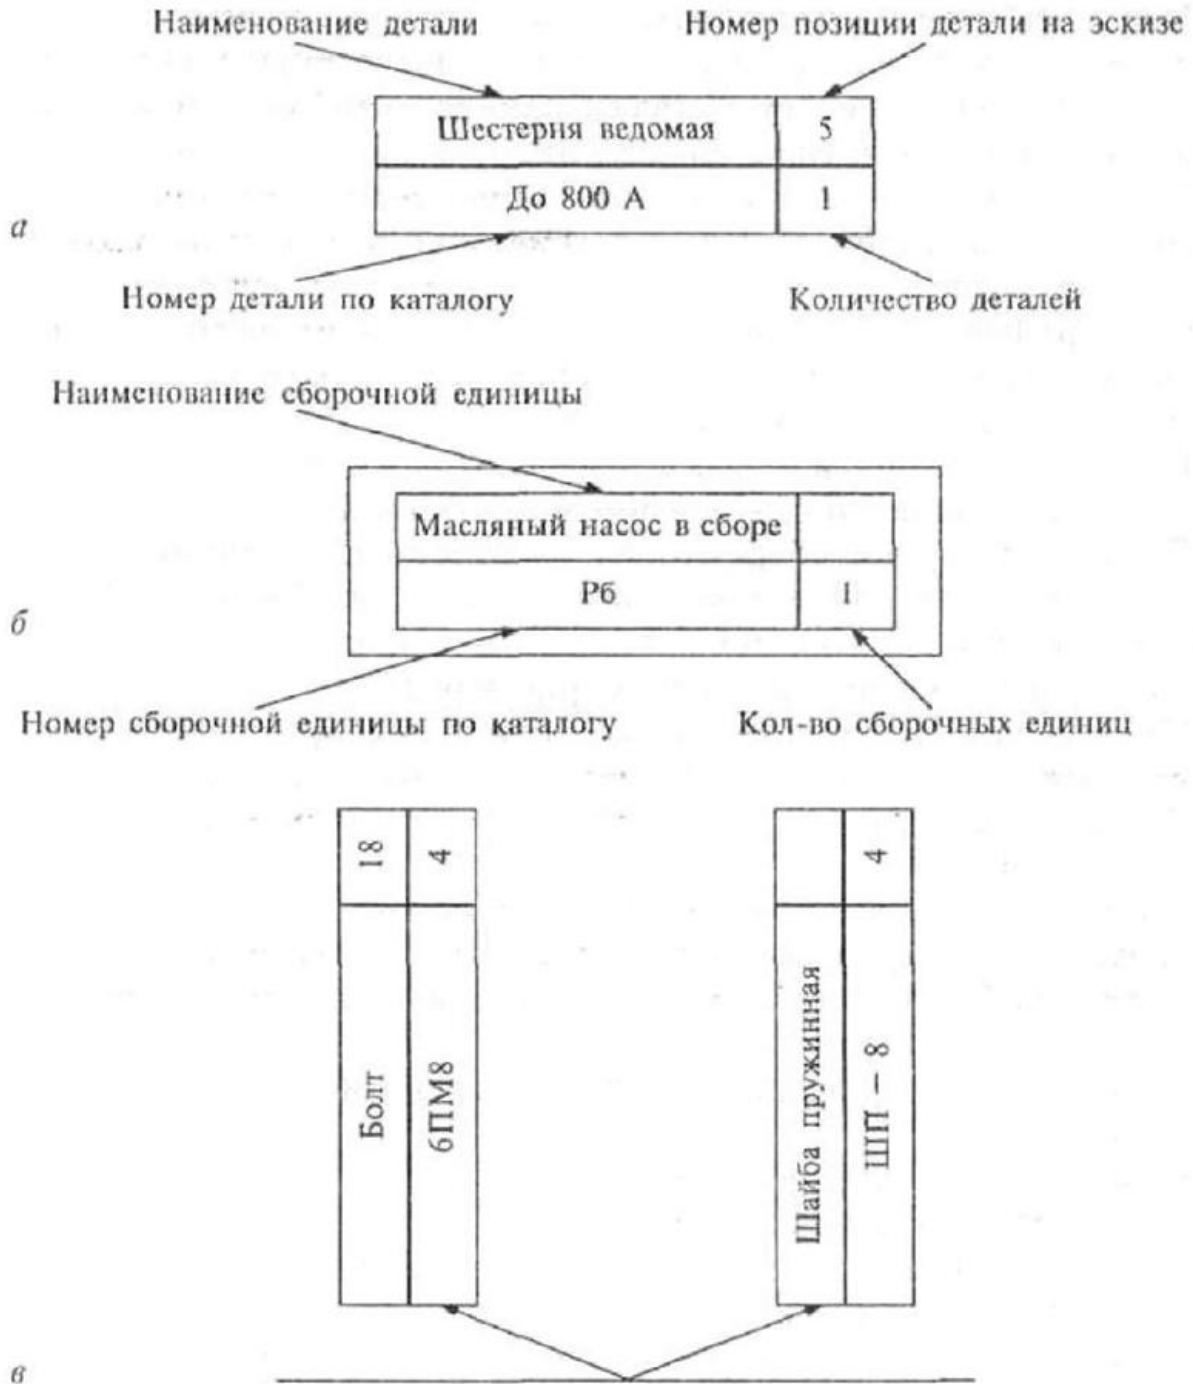 Наименование детали
Номер позиции детали на эскизе
Шестерня ведомая
5
До 800 А
1
а
Номер детали по каталогу
Количество деталей
Наименование сборочной единицы
Масляный насос в сборе
Р6
1
б
Номер сборочной единицы по каталогу
Кол-во сборочных единиц
18
4
Болт
6ПМ8
4
Шайба пружинная
ШП – 8
в